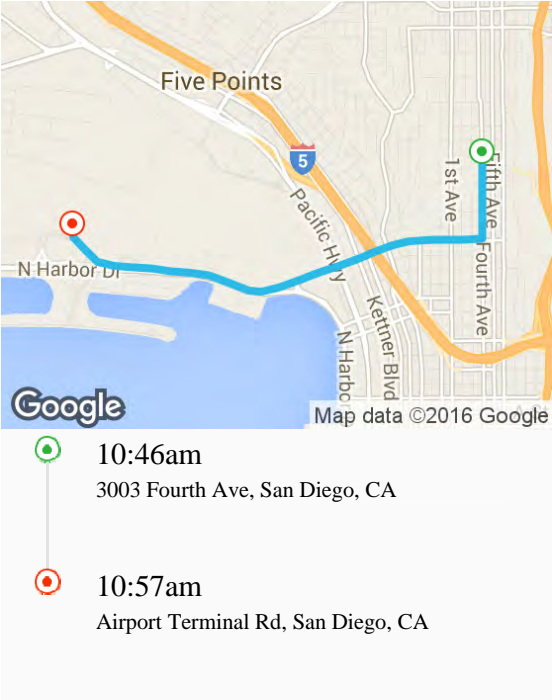 Five Points
5
Fifth Ave
1st Ave
Pacific Hwy
N Harbor Dr
Fourth Ave
Kettner Blvd
N Harbor
Google
Map data ©2016 Google
10:46am
3003 Fourth Ave, San Diego, CA
10:57am
Airport Terminal Rd, San Diego, CA